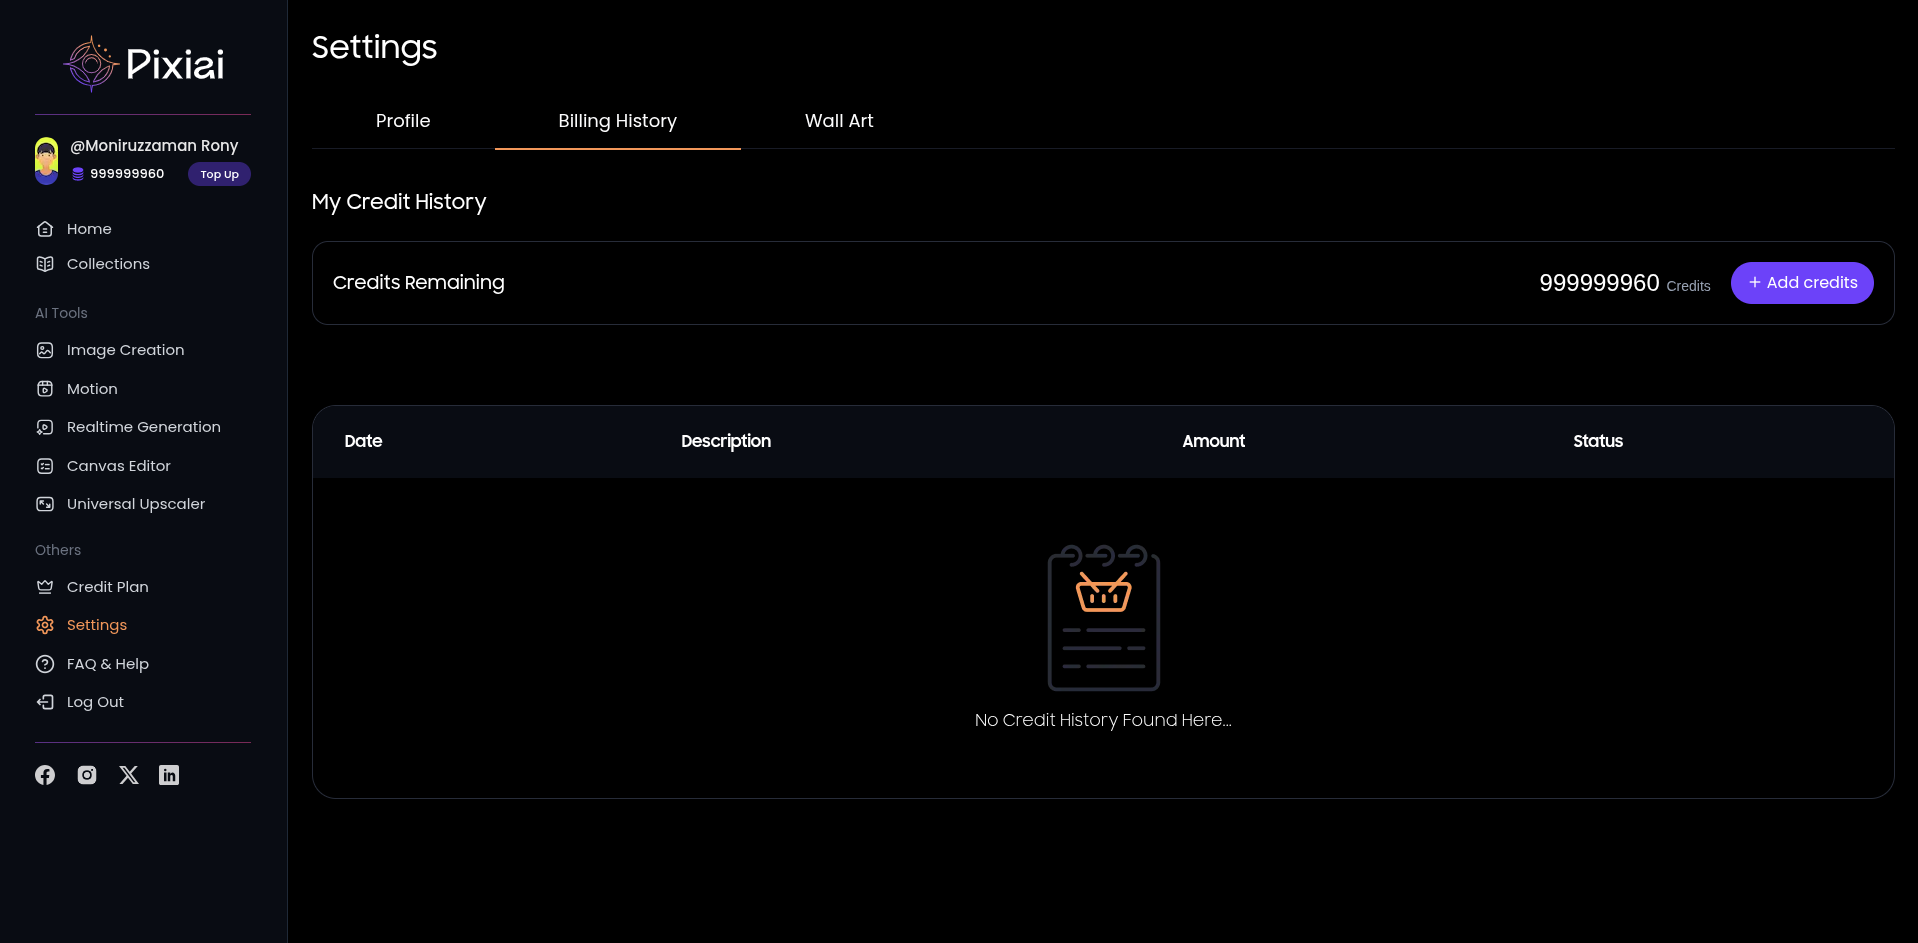 Pixiai
@Moniruzzaman Rony
999999960
Top Up
Home
Collections
AI Tools
Image Creation
Motion
Realtime Generation
Canvas Editor
Universal Upscaler
Others
Credit Plan
Settings
FAQ & Help
Log Out
Settings
Profile Billing History Wall Art
My Credit History
Credits Remaining 999999960 Credits + Add credits
Date Description Amount Status
No Credit History Found Here...